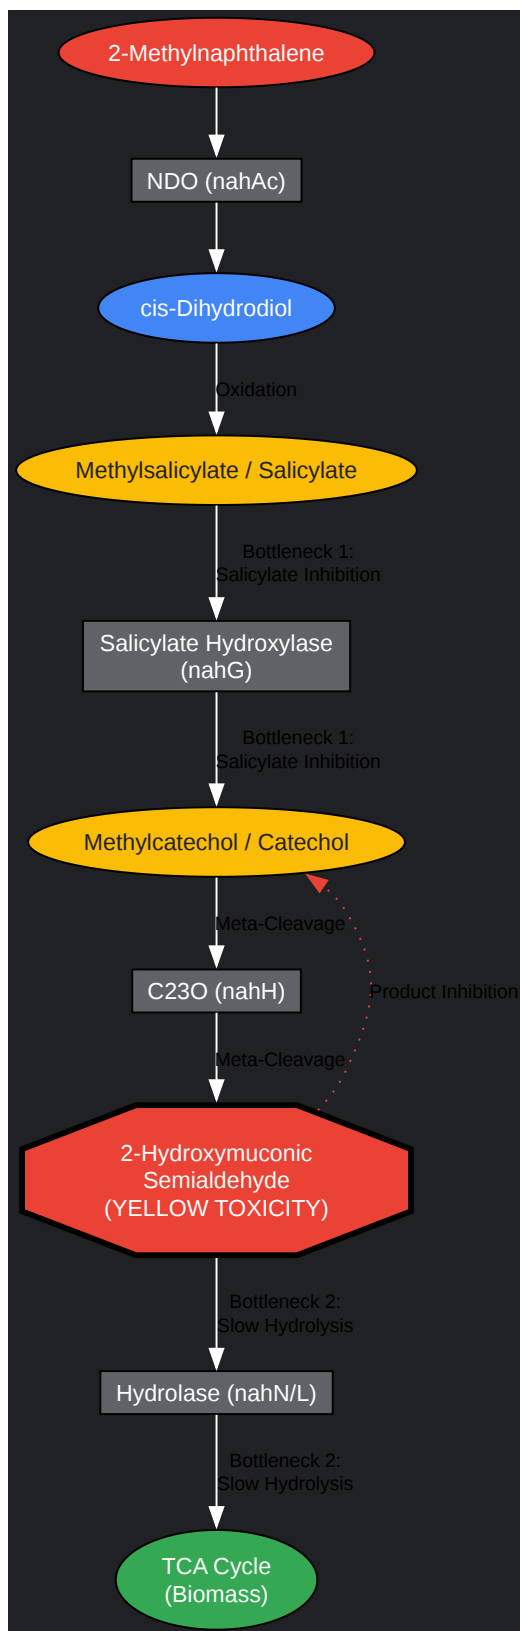 2-Methylnaphthalene
NDO (nahAc)
cis-Dihydrodiol
Oxidation
Methylsalicylate / Salicylate
Bottleneck 1:
Salicylate Inhibition
Salicylate Hydroxylase
(nahG)
Bottleneck 1:
Salicylate Inhibition
Methylcatechol / Catechol
Meta-Cleavage
C23O (nahH)
Product Inhibition
Meta-Cleavage
2-Hydroxymuconic
Semialdehyde
(YELLOW TOXICITY)
Bottleneck 2:
Slow Hydrolysis
Hydrolase (nahN/L)
Bottleneck 2:
Slow Hydrolysis
TCA Cycle
(Biomass)